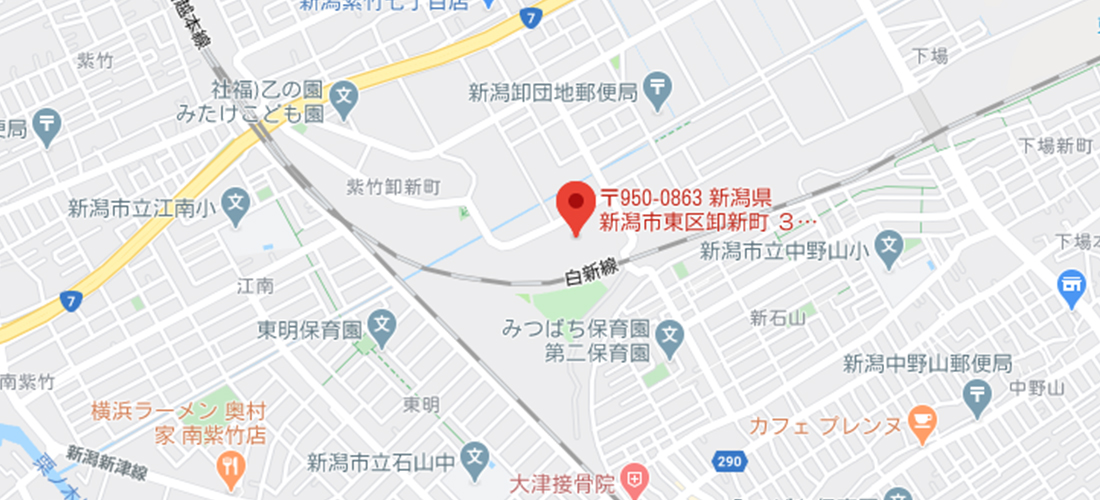 新潟紫竹七丁目店
7
越本線
紫竹
下場
社福)乙の園
みたけこども園
新潟卸団地郵便局
便局
下場新町
紫竹卸新町
〒950-0863 新潟県
新潟市東区卸新町 3…
新潟市立江南小
新潟市立中野山小
下場本
白新線
江南
7
新石山
東明保育園
みつばち保育園
第二保育園
新潟中野山郵便局
南紫竹
中野山
東明
横浜ラーメン 奥村
家 南紫竹店
カフェ プレンヌ
新潟新津線
栗ノ木
新潟市立石山中
290
大津接骨院